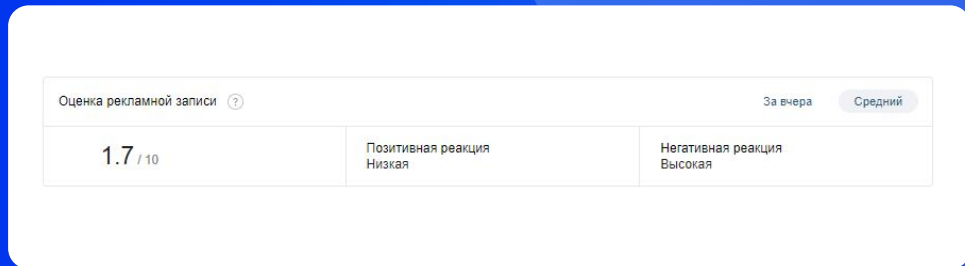 Оценка рекламной записи ?
За вчера
Средний
1.7 / 10
Позитивная реакция
Низкая
Негативная реакция
Высокая